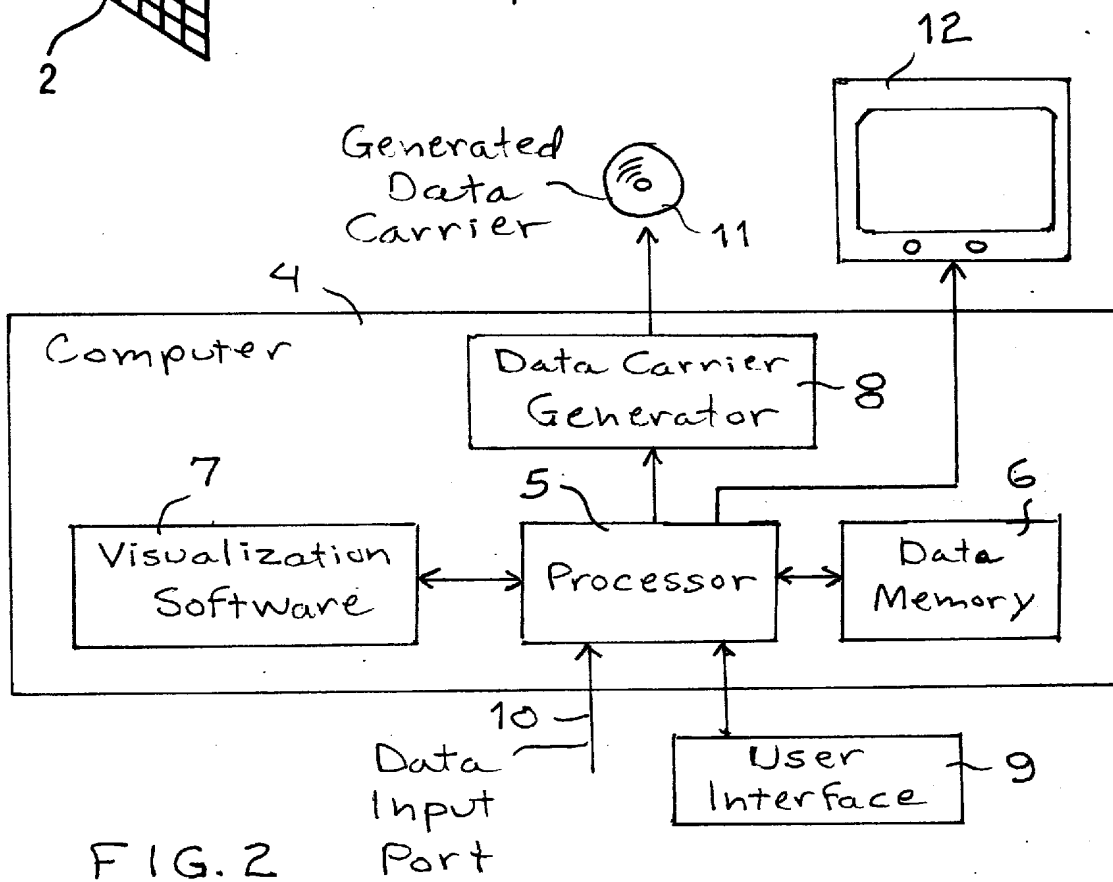 2
12
Generated
Data
Carrier
11
4
Computer
Data Carrier
Generator
8
7
5
6
Visualization
Software
Processor
Data
Memory
10
Data
Input
Port
User
Interface
9
FIG. 2